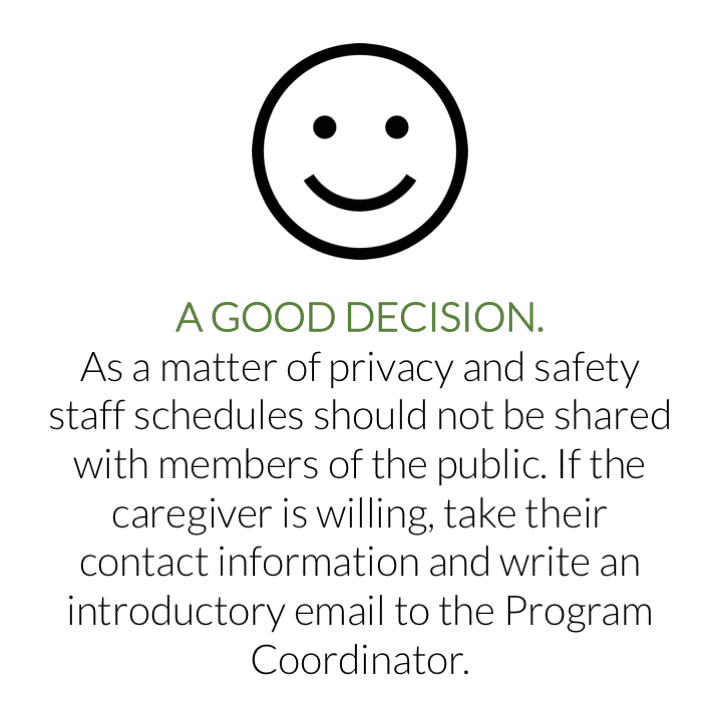 A GOOD DECISION.
As a matter of privacy and safety
staff schedules should not be shared
with members of the public. If the
caregiver is willing, take their
contact information and write an
introductory email to the Program
Coordinator.